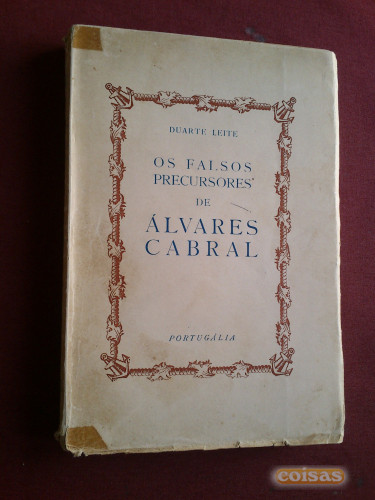 DUARTE LEITE
OS FALSOS
PRECURSORES
DE
ÁLVARES
CABRAL
PORTUGÁLIA
coisas